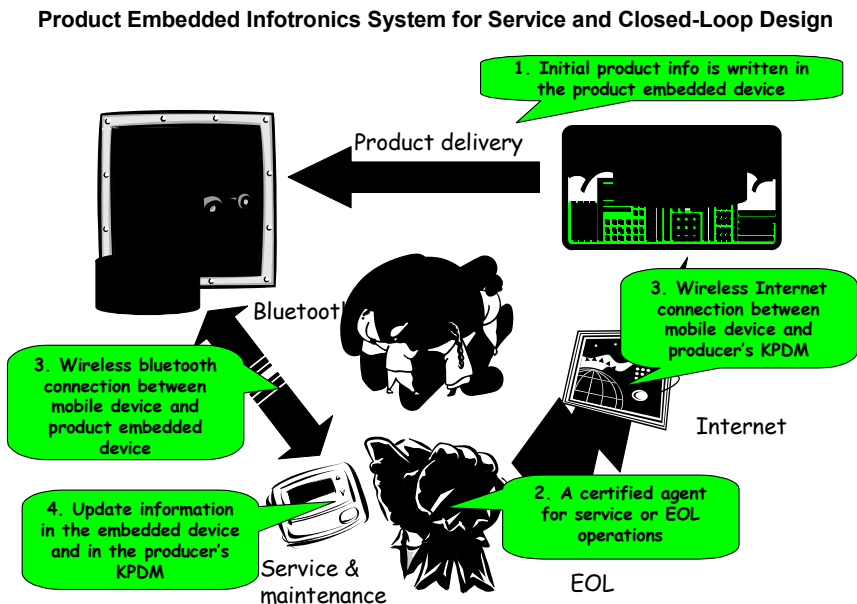 Product Embedded Infotronics System for Service and Closed-Loop Design
1. Initial product info is written in
the product embedded device
Product delivery
Bluetooth
3. Wireless Internet
connection between
mobile device and
producer's KPDM
3. Wireless bluetooth
connection between
mobile device and
product embedded
device
Internet
2. A certified agent
for service or EOL
operations
4. Update information
in the embedded device
and in the producer's
KPDM
Service &
maintenance
EOL